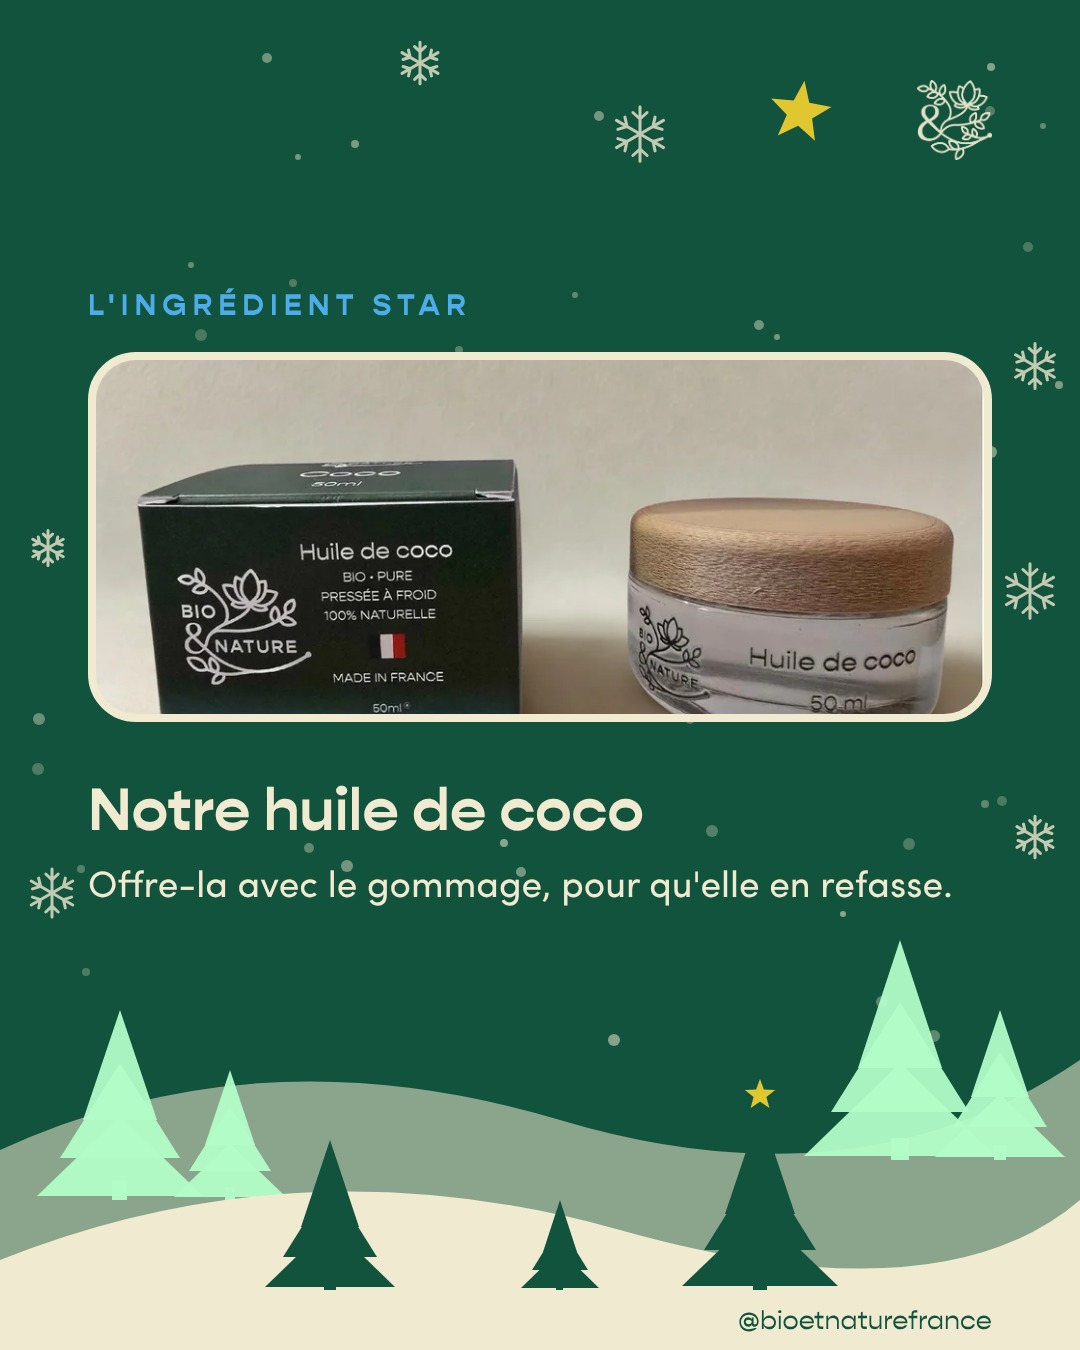 L'INGRÉDIENT STAR
Coco
50ml
Huile de coco
BIO • PURE
PRESSÉE À FROID
100% NATURELLE
BIO
& NATURE
MADE IN FRANCE
50ml
BIO
& NATURE
Huile de coco
50 ml
Notre huile de coco
Offre-la avec le gommage, pour qu'elle en refasse.
@bioetnaturefrance